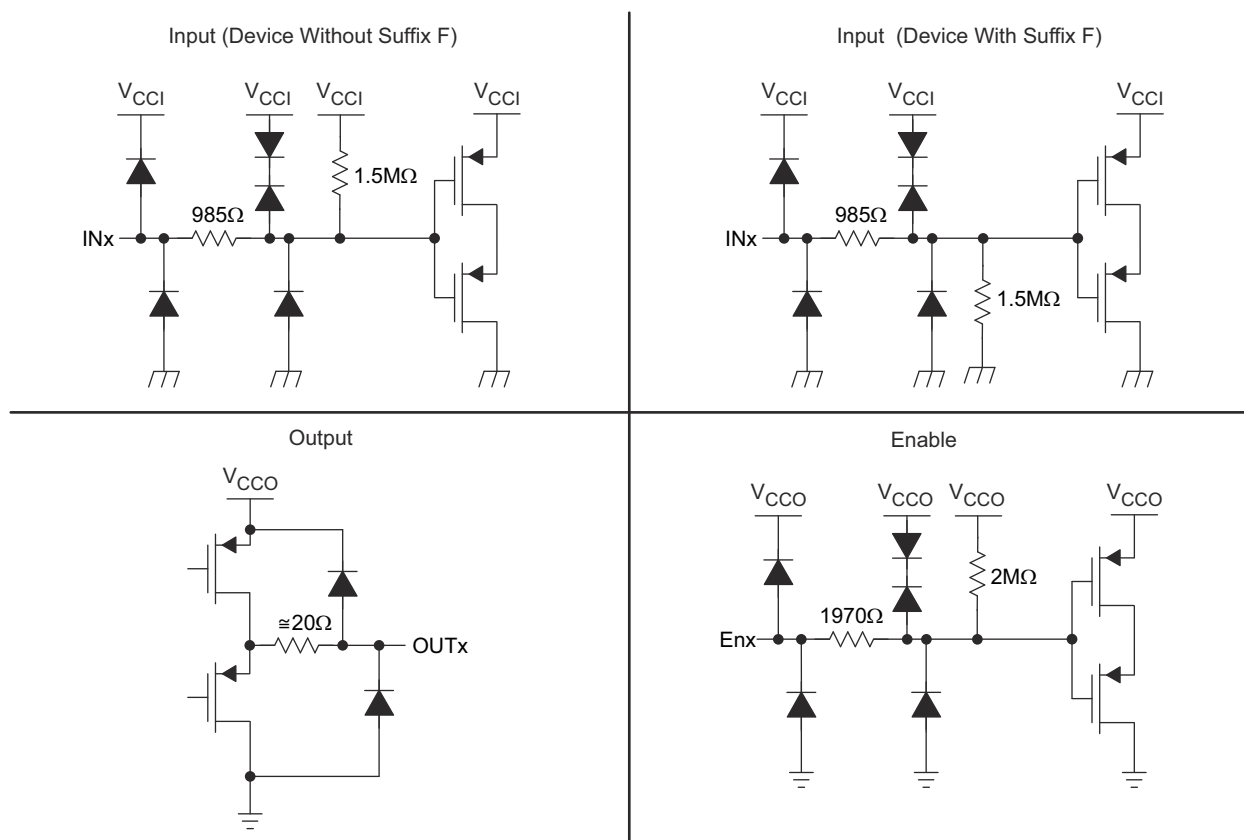 Input (Device Without Suffix F)
VCCI
VCCI
VCCI
VCCI
1.5MΩ
985Ω
INx
Input (Device With Suffix F)
VCCI
VCCI
VCCI
985Ω
INx
1.5MΩ
Output
VCCO
≅20Ω
OUTx
Enable
VCCO
VCCO
VCCO
VCCO
2MΩ
1970Ω
Enx